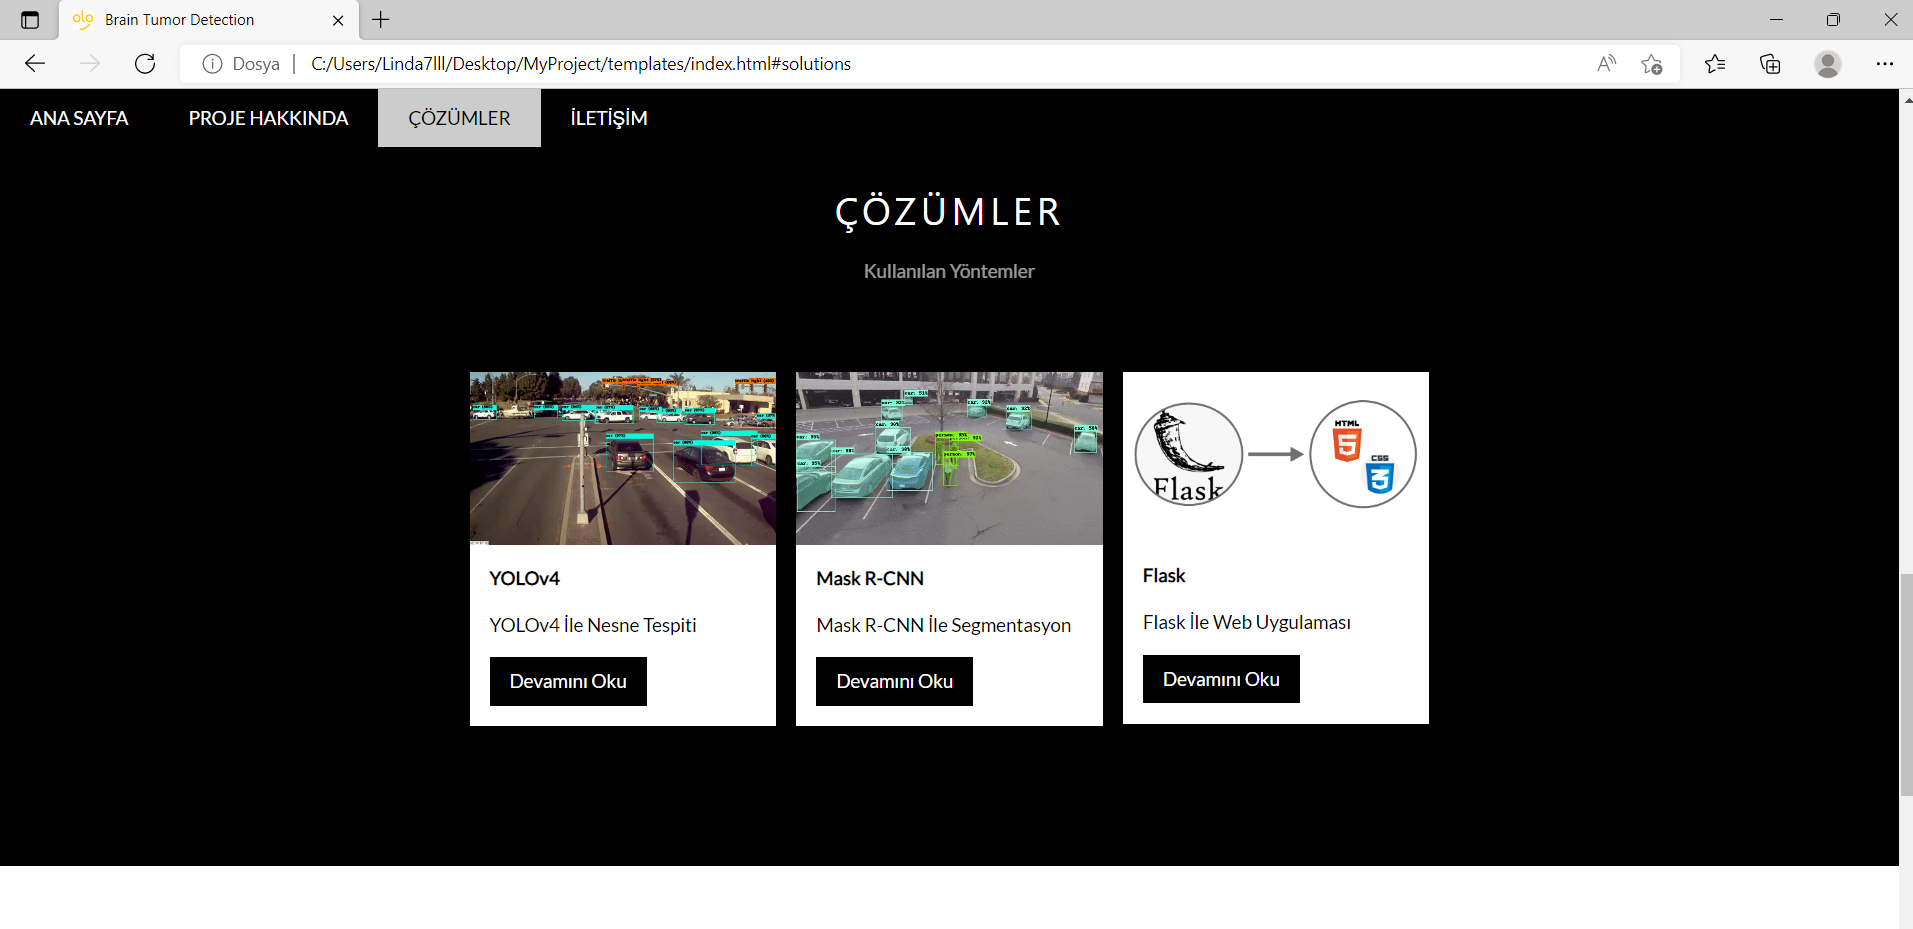 Brain Tumor Detection
Dosya
C:/Users/Linda7lll/Desktop/MyProject/templates/index.html#solutions
ANA SAYFA
PROJE HAKKINDA
ÇÖZÜMLER
İLETİŞİM
ÇÖZÜMLER
Kullanılan Yöntemler
Flask
HTML
5
CSS
3
YOLOv4
YOLOv4 İle Nesne Tespiti
Devamını Oku
Mask R-CNN
Mask R-CNN İle Segmentasyon
Devamını Oku
Flask
Flask İle Web Uygulaması
Devamını Oku